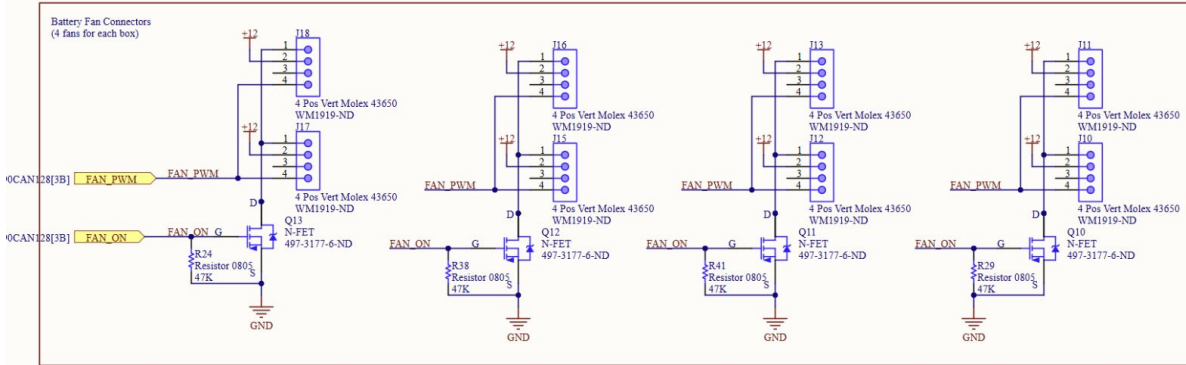 Battery Fan Connectors
(4 fans for each box)
J18
+12
1
2
3
4
4 Pos Vert Molex 43650
WM1919-ND
J17
+12
1
2
3
4
4 Pos Vert Molex 43650
WM1919-ND
0CAN128[3B]
FAN_PWM
FAN_PWM
D
Q13
N-FET
497-3177-6-ND
0CAN128[3B]
FAN_ON
FAN_ON
G
R24
Resistor 0805
47K
S
GND
J16
+12
1
2
3
4
4 Pos Vert Molex 43650
WM1919-ND
J15
+12
1
2
3
4
FAN_PWM
4 Pos Vert Molex 43650
WM1919-ND
D
Q12
N-FET
497-3177-6-ND
FAN_ON
G
R38
Resistor 0805
47K
S
GND
J13
+12
1
2
3
4
4 Pos Vert Molex 43650
WM1919-ND
J12
+12
1
2
3
4
FAN_PWM
4 Pos Vert Molex 43650
WM1919-ND
D
Q11
N-FET
497-3177-6-ND
FAN_ON
G
R41
Resistor 0805
47K
S
GND
J11
+12
1
2
3
4
4 Pos Vert Molex 43650
WM1919-ND
J10
+12
1
2
3
4
FAN_PWM
4 Pos Vert Molex 43650
WM1919-ND
D
Q10
N-FET
497-3177-6-ND
FAN_ON
G
R29
Resistor 0805
47K
S
GND